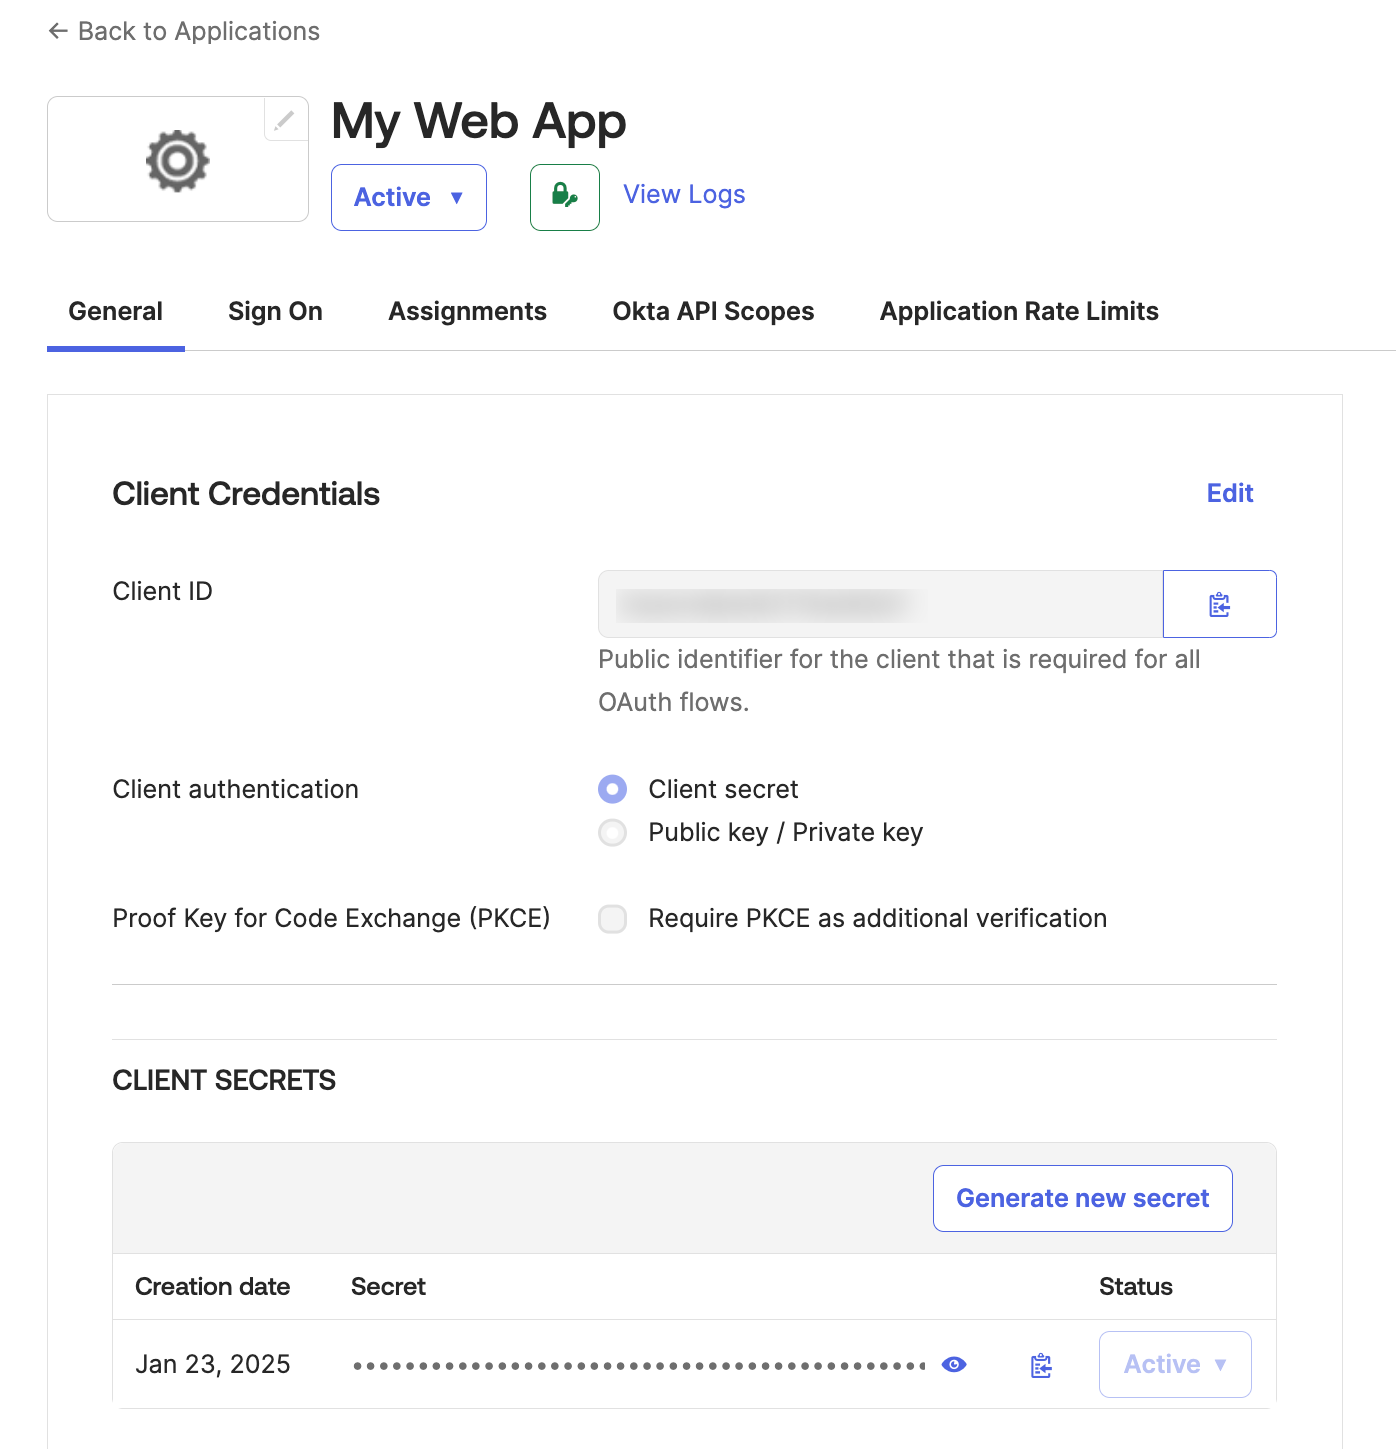 ← Back to Applications
My Web App
Active ▼
View Logs
General Sign On Assignments Okta API Scopes Application Rate Limits
Client Credentials Edit
Client ID
Public identifier for the client that is required for all
OAuth flows.
Client authentication Client secret
Public key / Private key
Proof Key for Code Exchange (PKCE) Require PKCE as additional verification
CLIENT SECRETS
Generate new secret
Creation date Secret Status
Jan 23, 2025 •••••••••••••••••••••••••••••••••••••••••••• Active ▼